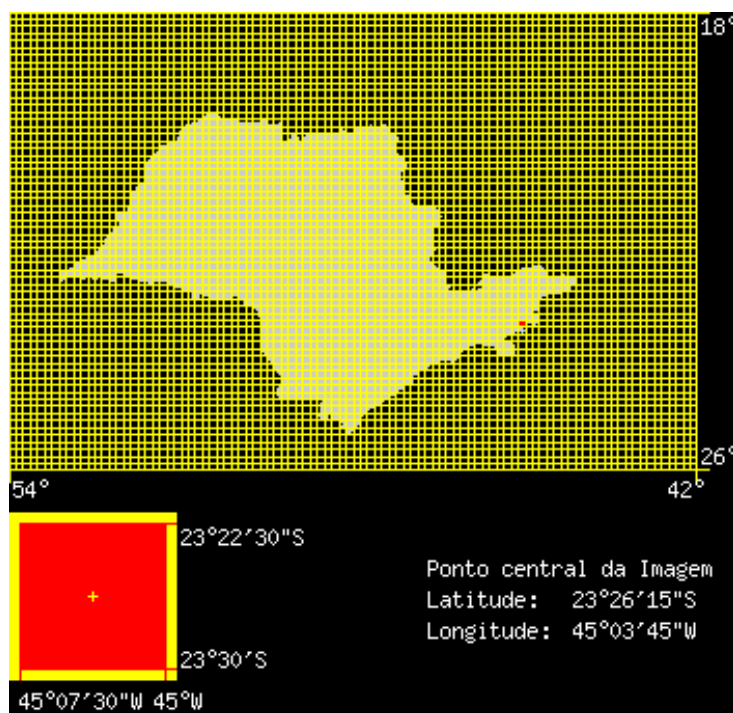 18°
26°
54°
42°
23°22′30"S
Ponto central da Imagem
Latitude: 23°26′15"S
Longitude: 45°03′45"W
23°30′S
45°07′30"W 45°W